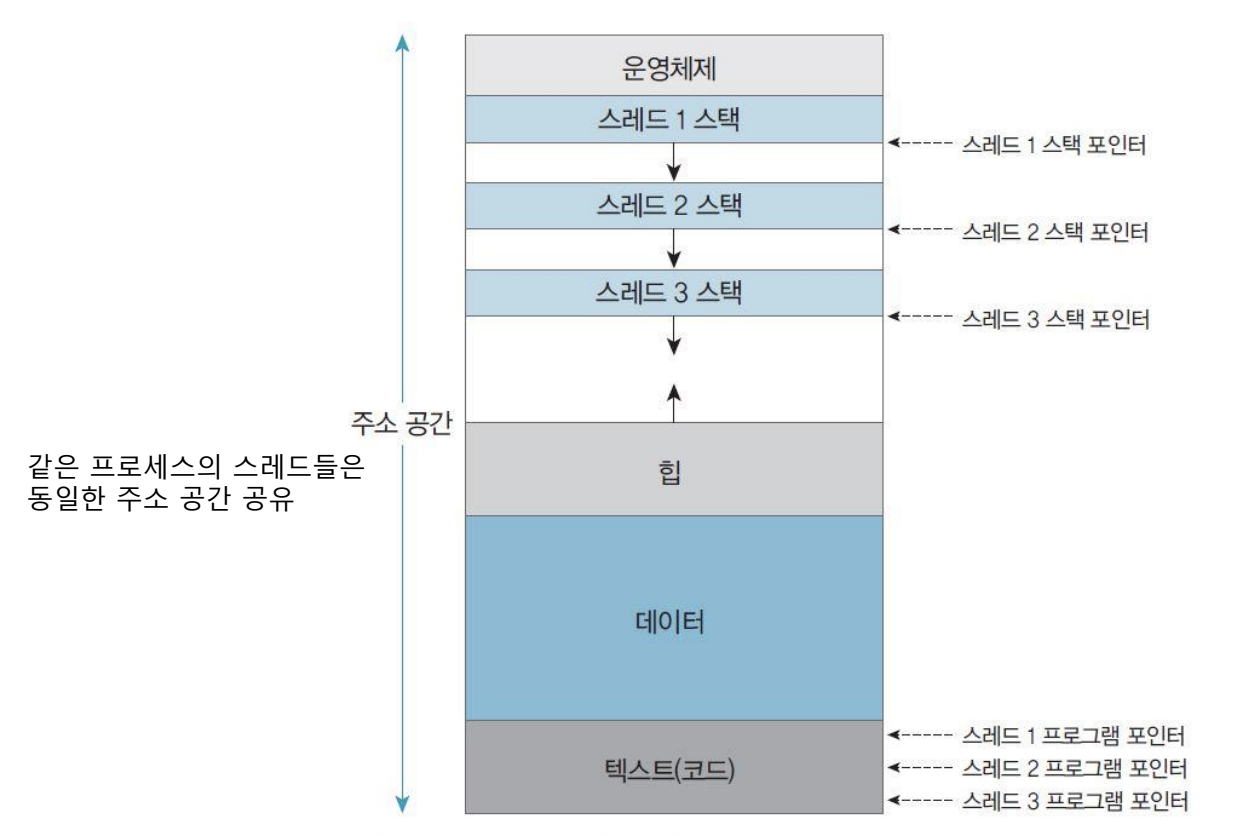 운영체제
스레드 1 스택
스레드 1 스택 포인터
스레드 2 스택
스레드 2 스택 포인터
스레드 3 스택
스레드 3 스택 포인터
주소 공간
같은 프로세스의 스레드들은
동일한 주소 공간 공유
힙
데이터
텍스트(코드)
스레드 1 프로그램 포인터
스레드 2 프로그램 포인터
스레드 3 프로그램 포인터